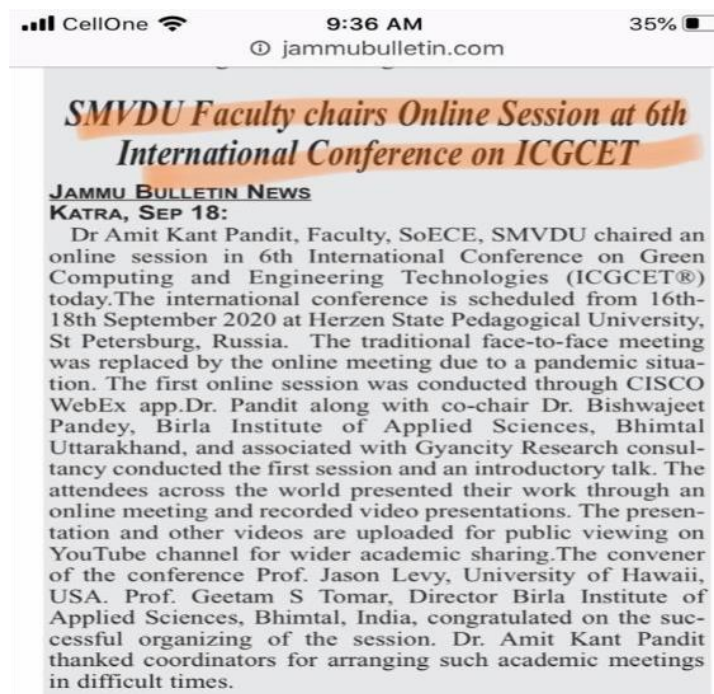 CellOne 9:36 AM 35%
jammubulletin.com
SMVDU Faculty chairs Online Session at 6th
International Conference on ICGCET
JAMMU BULLETIN NEWS
KATRA, SEP 18:
Dr Amit Kant Pandit, Faculty, SoECE, SMVDU chaired an
online session in 6th International Conference on Green
Computing and Engineering Technologies (ICGCET®)
today.The international conference is scheduled from 16th-
18th September 2020 at Herzen State Pedagogical University,
St Petersburg, Russia. The traditional face-to-face meeting
was replaced by the online meeting due to a pandemic situa-
tion. The first online session was conducted through CISCO
WebEx app.Dr. Pandit along with co-chair Dr. Bishwajeet
Pandey, Birla Institute of Applied Sciences, Bhimtal
Uttarakhand, and associated with Gyancity Research consul-
tancy conducted the first session and an introductory talk. The
attendees across the world presented their work through an
online meeting and recorded video presentations. The presen-
tation and other videos are uploaded for public viewing on
YouTube channel for wider academic sharing.The convener
of the conference Prof. Jason Levy, University of Hawaii,
USA. Prof. Geetam S Tomar, Director Birla Institute of
Applied Sciences, Bhimtal, India, congratulated on the suc-
cessful organizing of the session. Dr. Amit Kant Pandit
thanked coordinators for arranging such academic meetings
in difficult times.